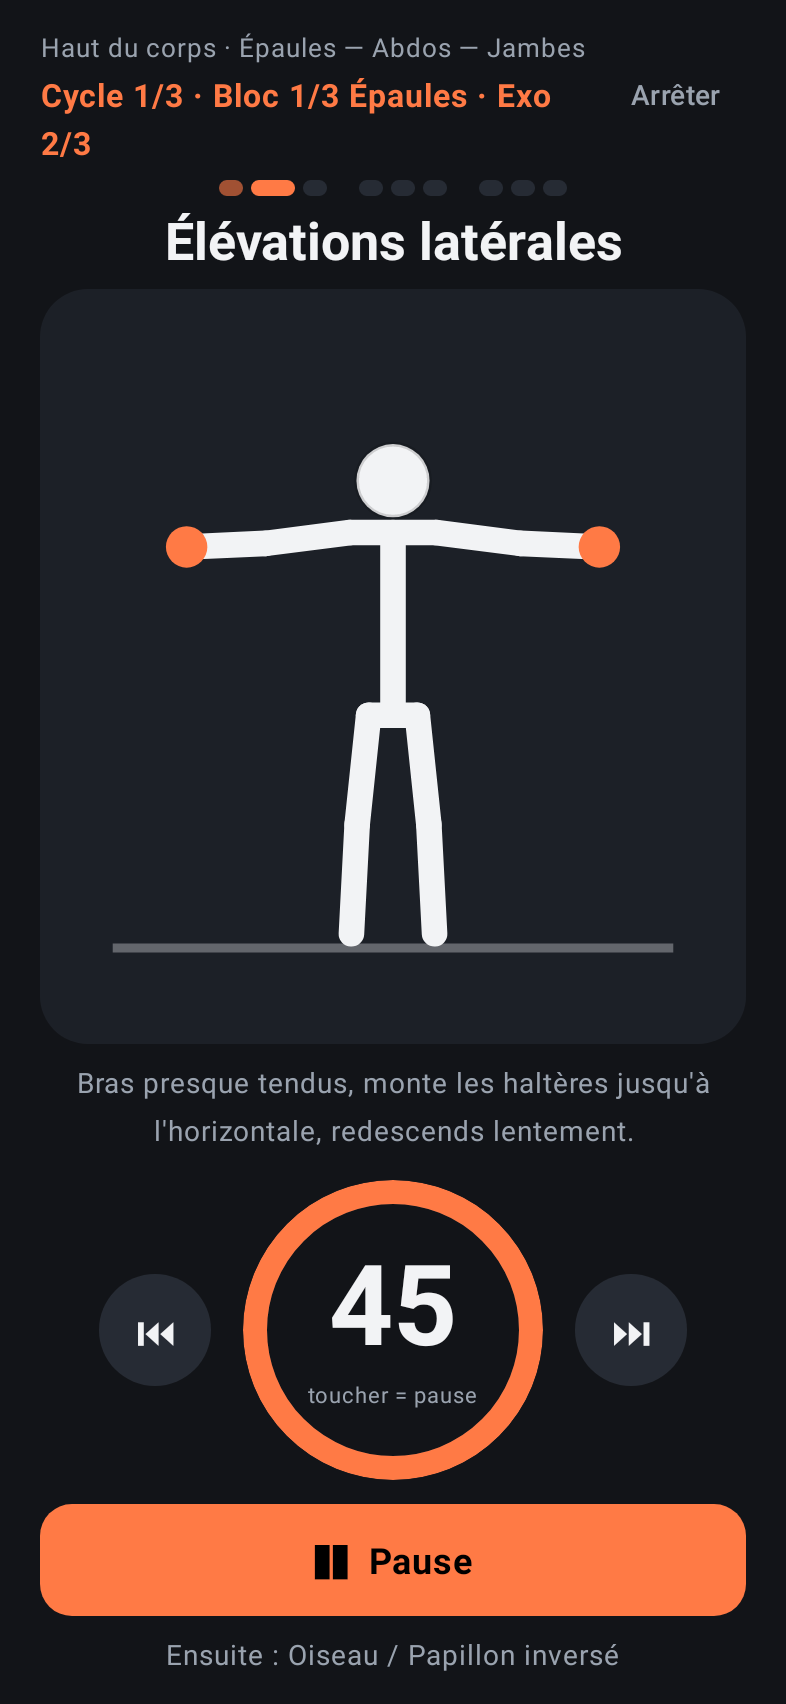 Haut du corps · Épaules — Abdos — Jambes
Cycle 1/3 · Bloc 1/3 Épaules · Exo
2/3
Arrêter
Élévations latérales
Bras presque tendus, monte les haltères jusqu'à
l'horizontale, redescends lentement.
45
toucher = pause
Pause
Ensuite : Oiseau / Papillon inversé